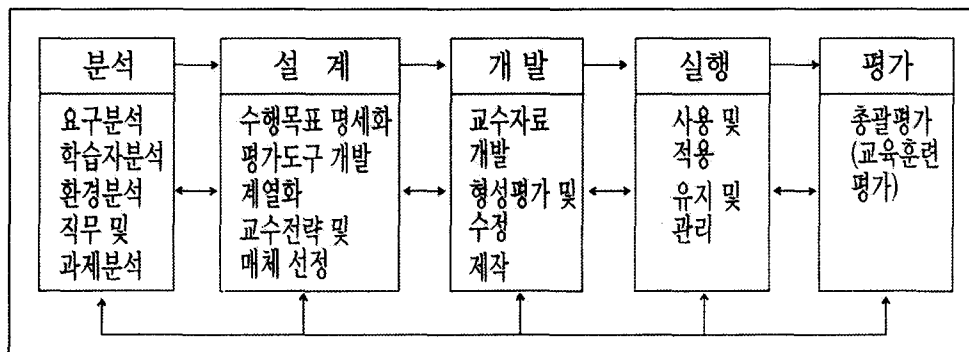 분석
요구분석
학습자분석
환경분석
직무 및
과제분석
설 계
수행목표 명세화
평가도구 개발
계열화
교수전략 및
매체 선정
개 발
교수자료
개발
형성평가 및
수정
제작
실행
사용 및
적용
유지 및
관리
평가
총괄평가
(교육훈련
평가)